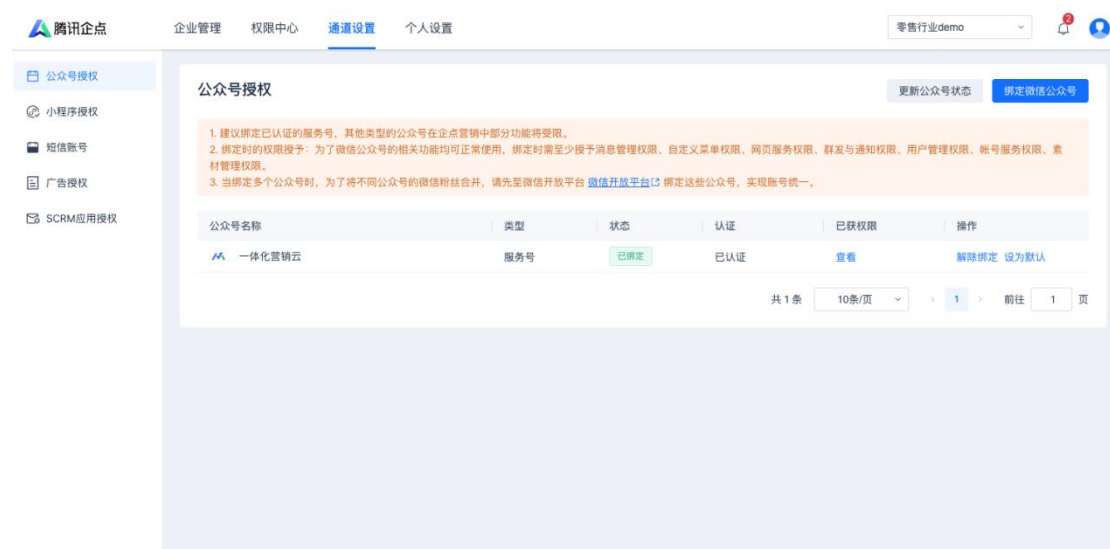 腾讯企点
企业管理 权限中心 通道设置 个人设置
零售行业demo
2
公众号授权
小程序授权
短信账号
广告授权
SCRM应用授权
公众号授权
更新公众号状态 绑定微信公众号
1. 建议绑定已认证的服务号，其他类型的公众号在企点营销中部分功能将受限。
2. 绑定时的权限授予：为了微信公众号的相关功能均可正常使用，绑定时需至少授予消息管理权限、自定义菜单权限、网页服务权限、群发与通知权限、用户管理权限、帐号服务权限、素
材管理权限。
3. 当绑定多个公众号时，为了将不同公众号的微信粉丝合并，请先至微信开放平台 微信开放平台 绑定这些公众号，实现账号统一。
公众号名称 类型 状态 认证 已获权限 操作
一体化营销云 服务号 已绑定 已认证 查看 解除绑定 设为默认
共 1 条 10条/页 1 前往 1 页